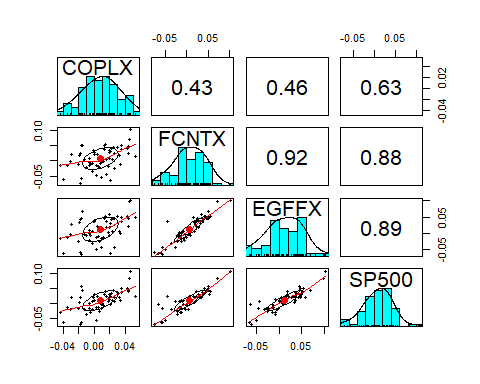 -0.05 0.05 -0.05 0.05
COPLX 0.43 0.46 0.63 -0.04 0.02
-0.05 0.10 FCNTX 0.92 0.88
EGFFX 0.89 -0.05 0.05
-0.05 0.10 SP500
-0.04 0.00 0.04 -0.05 0.05